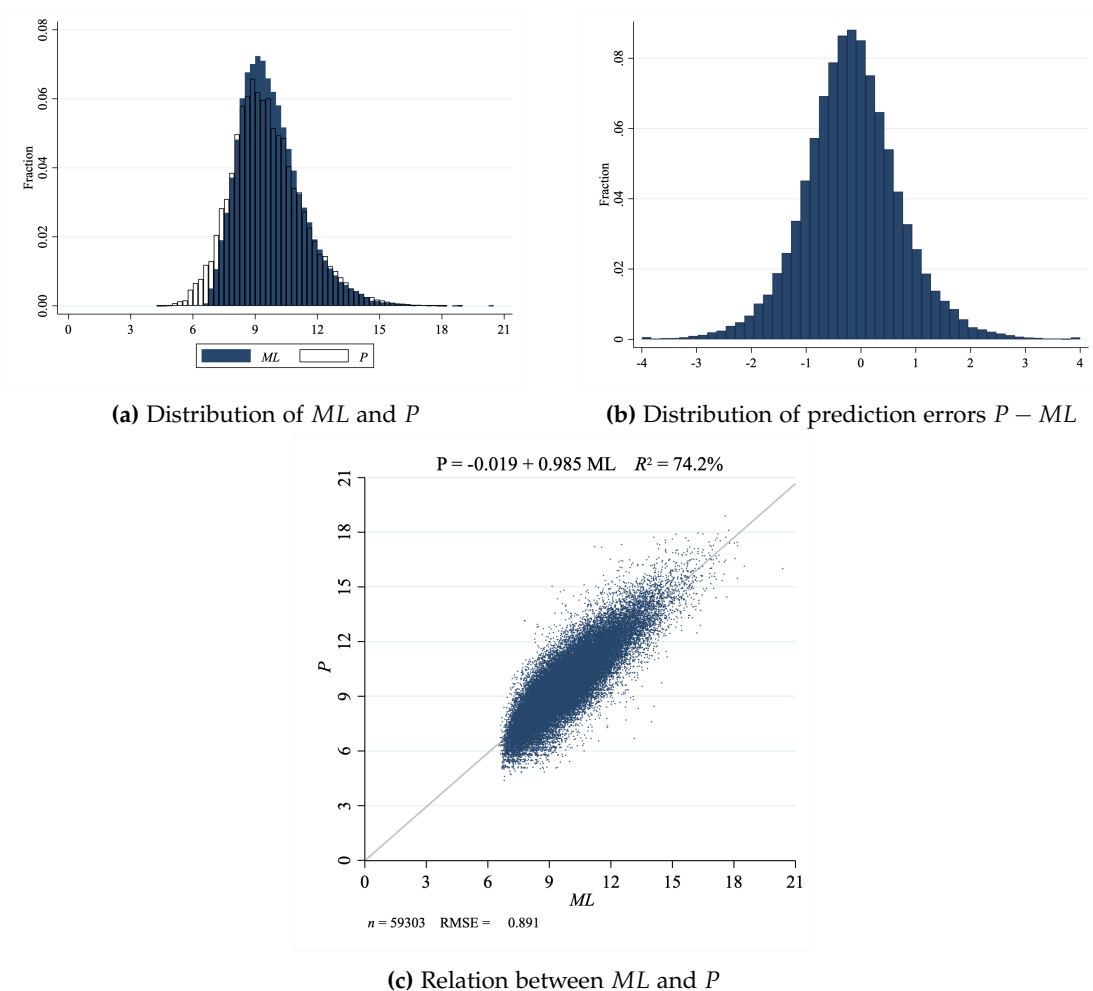 0.08
0.06
0.04
0.02
0.00
Fraction
0 3 6 9 12 15 18 21
ML P
(a) Distribution of ML and P
.08
.06
.04
.02
0
Fraction
-4 -3 -2 -1 0 1 2 3 4
(b) Distribution of prediction errors P − ML
P = -0.019 + 0.985 ML R² = 74.2%
21
18
15
12
9
6
3
0
P
0 3 6 9 12 15 18 21
ML
n = 59303 RMSE = 0.891
(c) Relation between ML and P